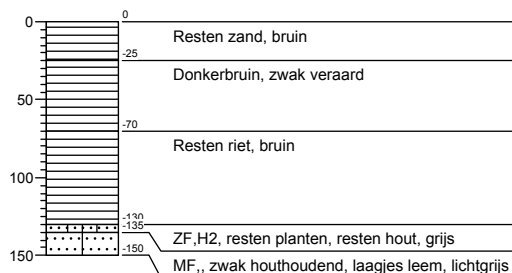 0
0
Resten zand, bruin
-25
Donkerbruin, zwak veraard
50
-70
Resten riet, bruin
100
-130
-135
ZF,H2, resten planten, resten hout, grijs
150
-150
MF,, zwak houthoudend, laagjes leem, lichtgrijs